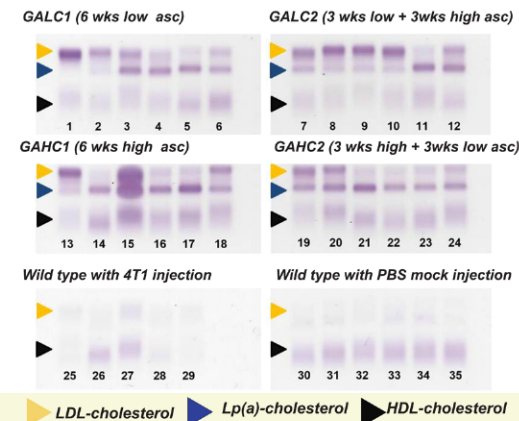 GALC1 (6 wks low asc)
GALC2 (3 wks low + 3wks high asc)
1 2 3 4 5 6
7 8 9 10 11 12
GAHC1 (6 wks high asc)
GAHC2 (3 wks high + 3wks low asc)
13 14 15 16 17 18
19 20 21 22 23 24
Wild type with 4T1 injection
Wild type with PBS mock injection
25 26 27 28 29
30 31 32 33 34 35
LDL-cholesterol Lp(a)-cholesterol HDL-cholesterol